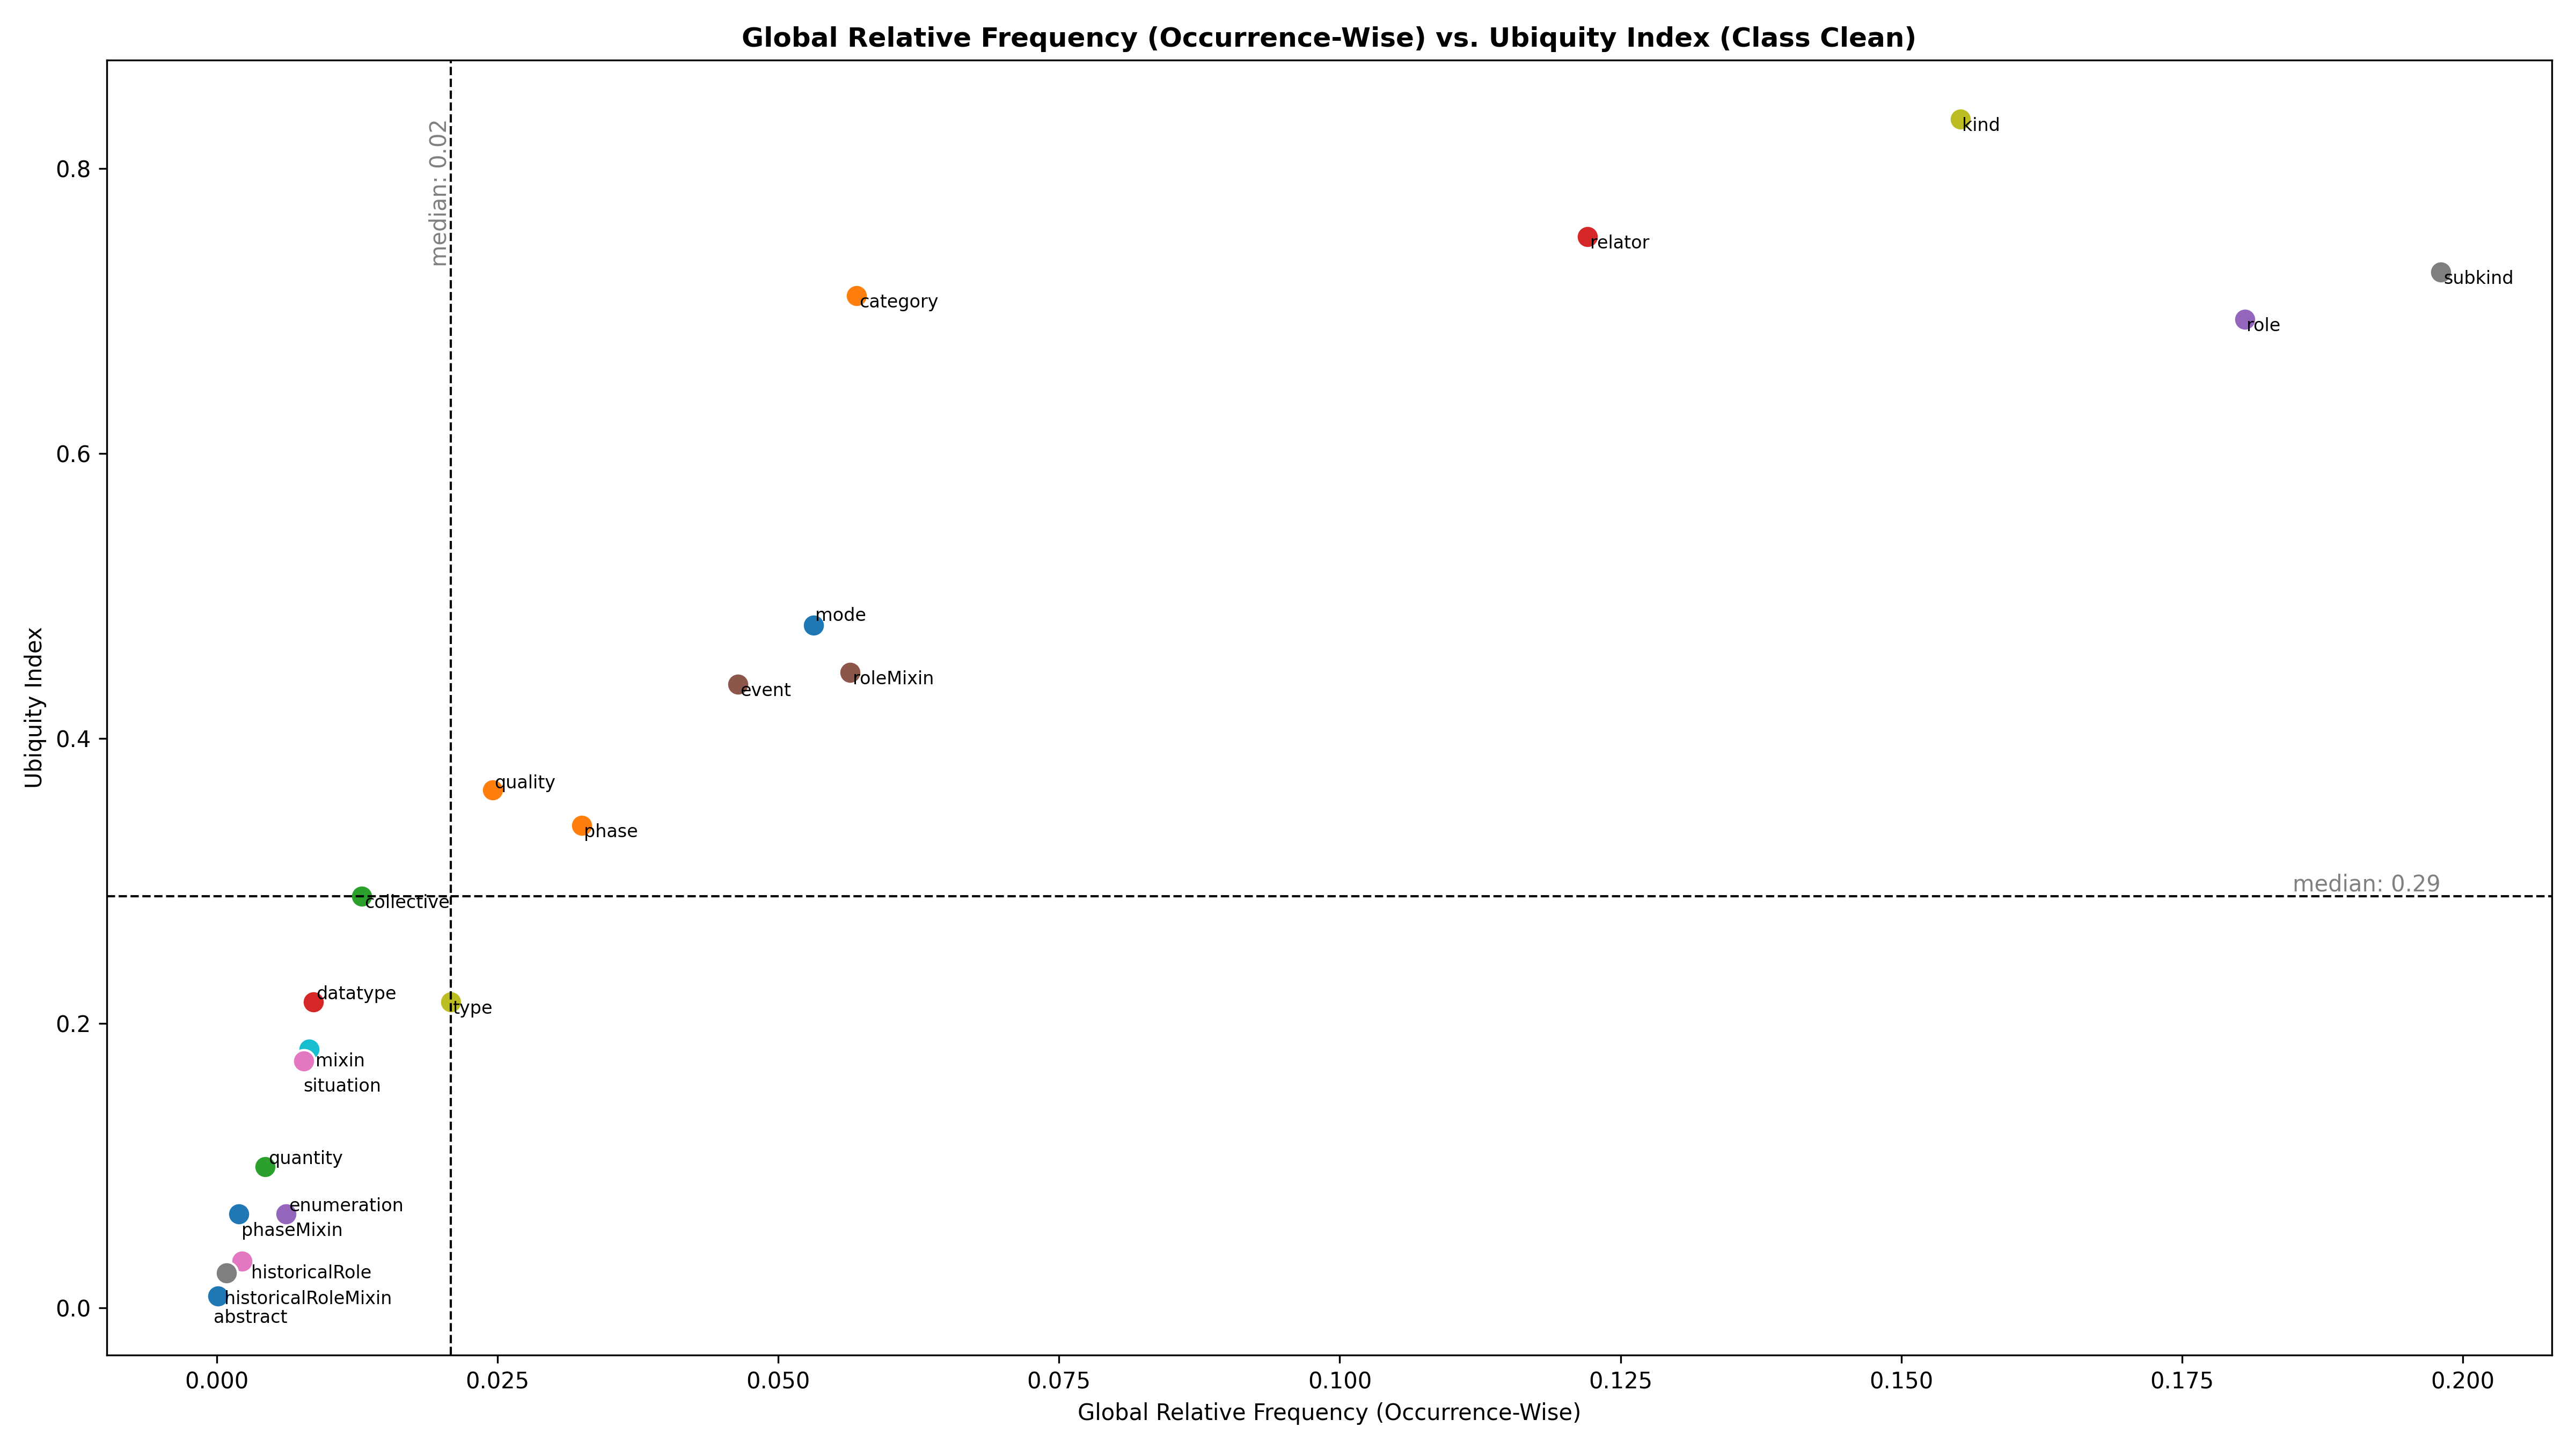 Global Relative Frequency (Occurrence-Wise) vs. Ubiquity Index (Class Clean)
median: 0.02
kind
relator
subkind
category
role
mode
roleMixin
event
quality
phase
median: 0.29
collective
datatype
type
mixin
situation
quantity
enumeration
phaseMixin
historicalRole
historicalRoleMixin
abstract
Ubiquity Index
0.8
0.6
0.4
0.2
0.0
0.000 0.025 0.050 0.075 0.100 0.125 0.150 0.175 0.200
Global Relative Frequency (Occurrence-Wise)